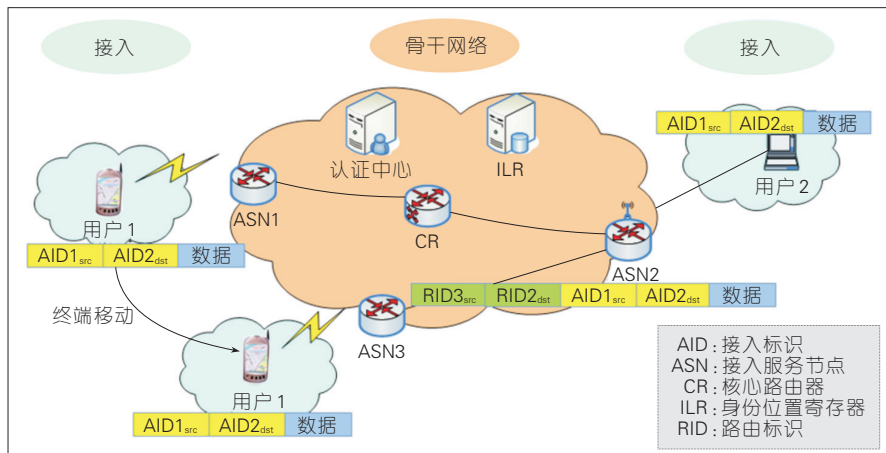 接入
骨干网络
接入
认证中心
ILR
AID1src AID2dst 数据
用户2
ASN1
CR
ASN2
用户1
AID1src AID2dst 数据
RID3src RID2dst AID1src AID2dst 数据
终端移动
ASN3
用户1
AID1src AID2dst 数据
AID:接入标识
ASN:接入服务节点
CR:核心路由器
ILR:身份位置寄存器
RID:路由标识